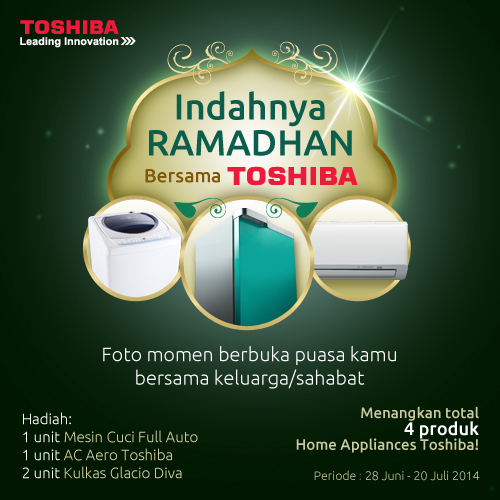 TOSHIBA
Leading Innovation >>>
Indahnya
RAMADHAN
Bersama TOSHIBA
Foto momen berbuka puasa kamu
bersama keluarga/sahabat
Hadiah:
1 unit Mesin Cuci Full Auto
1 unit AC Aero Toshiba
2 unit Kulkas Glacio Diva
Menangkan total
4 produk
Home Appliances Toshiba!
Periode : 28 Juni - 20 Juli 2014